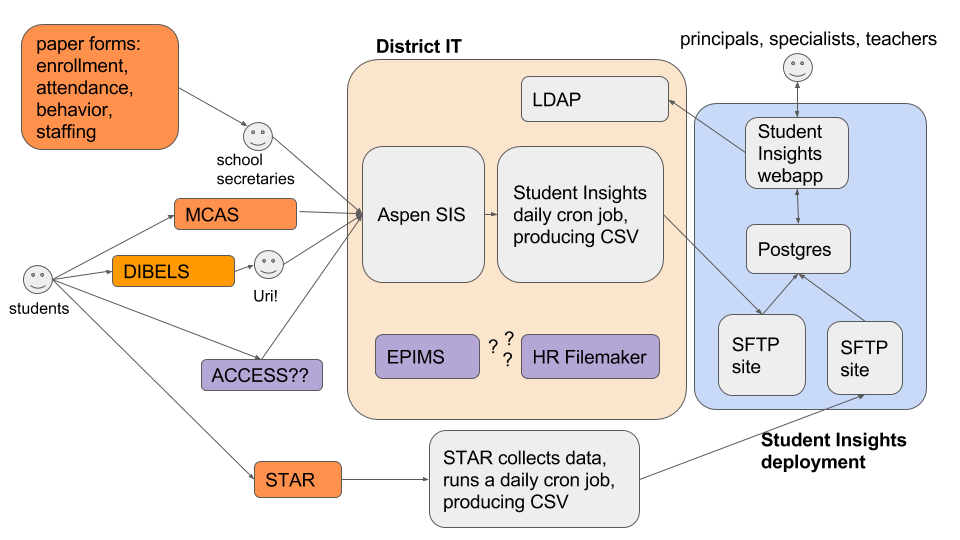 paper forms:
enrollment,
attendance,
behavior,
staffing
school
secretaries
MCAS
DIBELS
Uri!
students
ACCESS??
STAR
District IT
LDAP
Aspen SIS
Student Insights
daily cron job,
producing CSV
EPIMS
?
?
?
HR Filemaker
STAR collects data,
runs a daily cron job,
producing CSV
principals, specialists, teachers
Student
Insights
webapp
Postgres
SFTP
site
SFTP
site
Student Insights
deployment